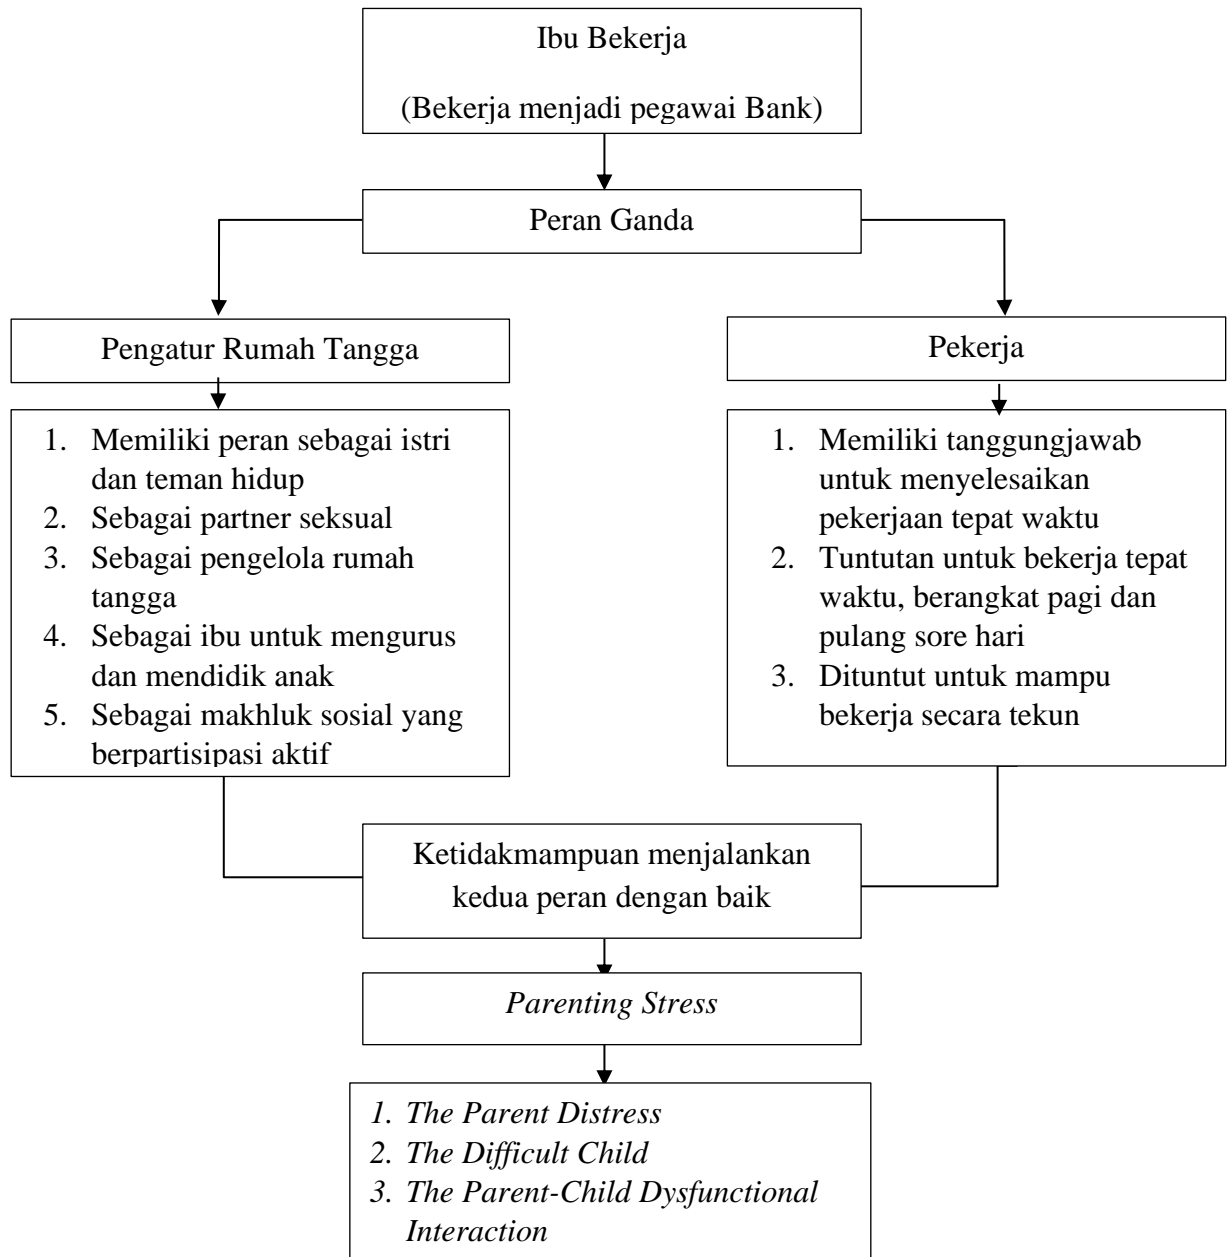 Ibu Bekerja
(Bekerja menjadi pegawai Bank)
Peran Ganda
Pengatur Rumah Tangga
1. Memiliki peran sebagai istri
dan teman hidup
2. Sebagai partner seksual
3. Sebagai pengelola rumah
tangga
4. Sebagai ibu untuk mengurus
dan mendidik anak
5. Sebagai makhluk sosial yang
berpartisipasi aktif
Pekerja
1. Memiliki tanggungjawab
untuk menyelesaikan
pekerjaan tepat waktu
2. Tuntutan untuk bekerja tepat
waktu, berangkat pagi dan
pulang sore hari
3. Dituntut untuk mampu
bekerja secara tekun
Ketidakmampuan menjalankan
kedua peran dengan baik
Parenting Stress
1. The Parent Distress
2. The Difficult Child
3. The Parent-Child Dysfunctional
Interaction